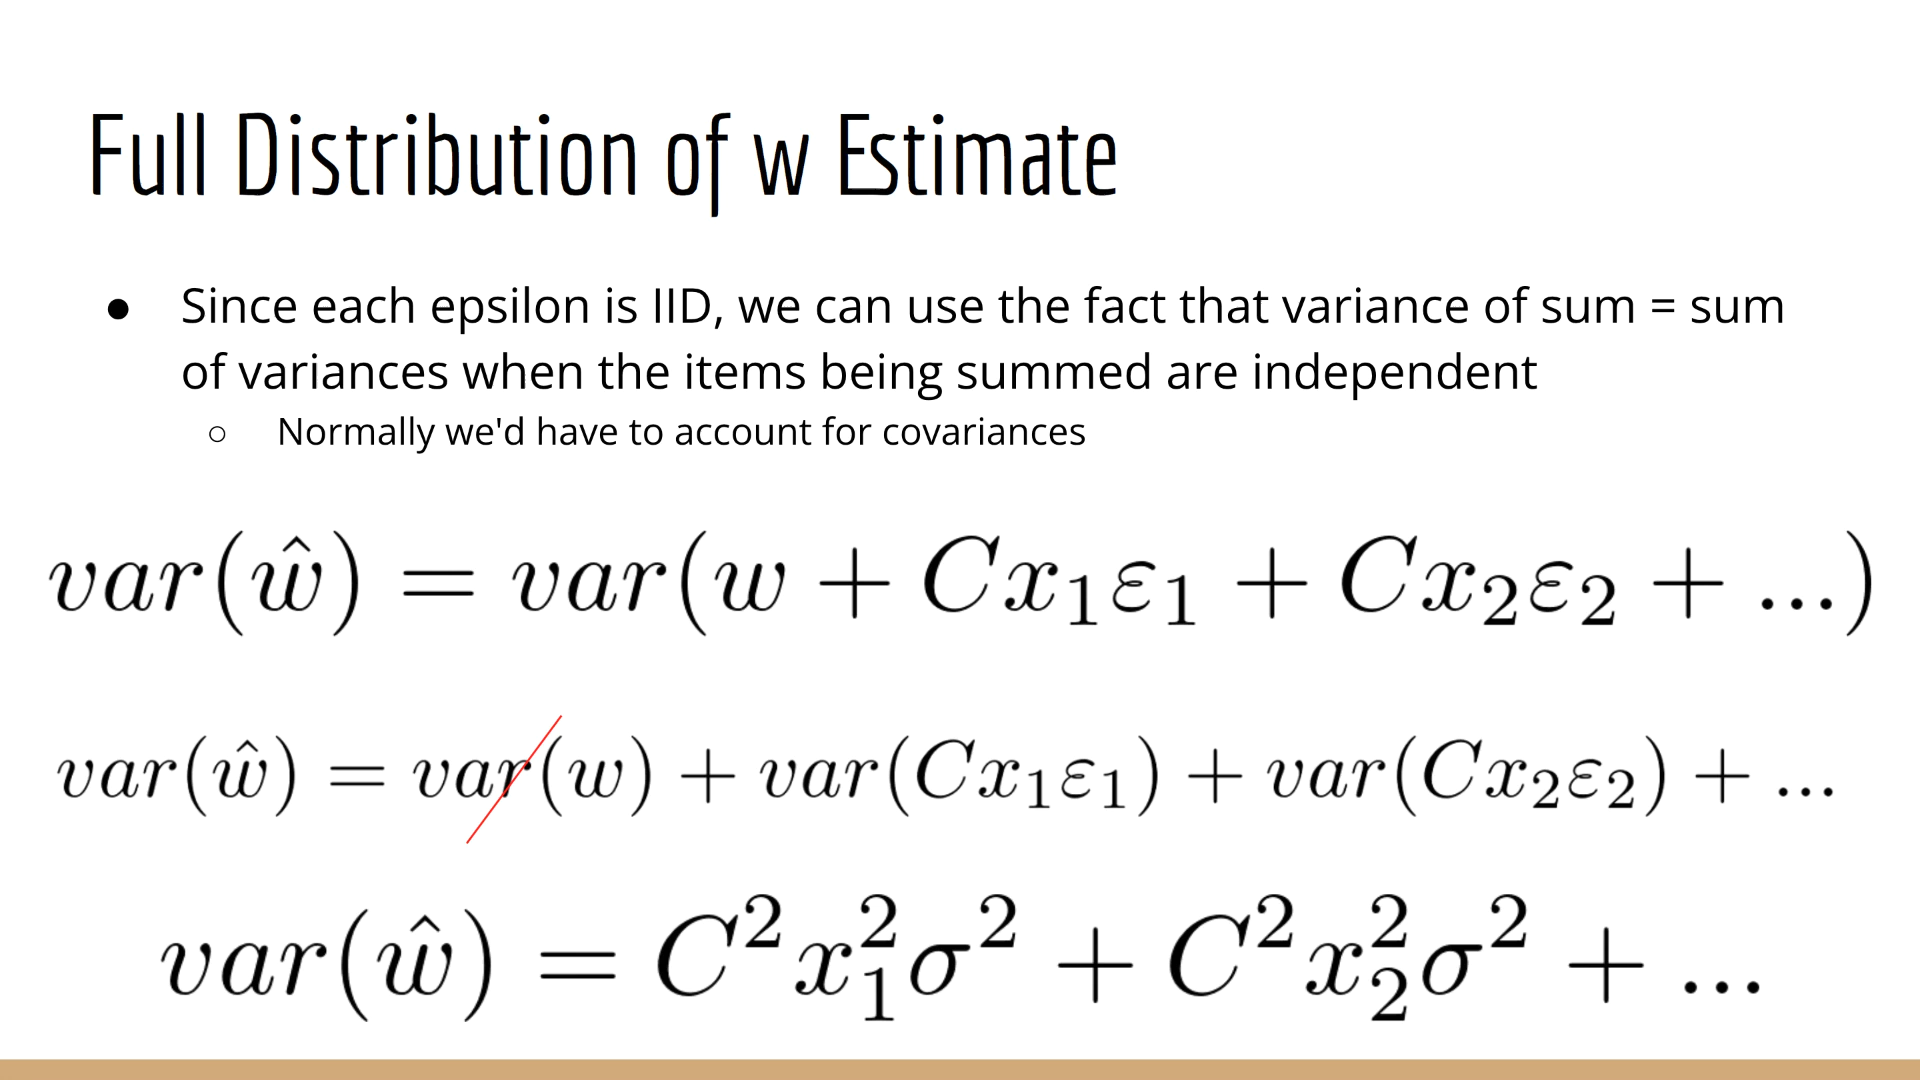 Full Distribution of w Estimate
● Since each epsilon is IID, we can use the fact that variance of sum = sum
of variances when the items being summed are independent
○ Normally we'd have to account for covariances
var(ŵ) = var(w + Cx₁ε₁ + Cx₂ε₂ + ...)
var(ŵ) = var(w) + var(Cx₁ε₁) + var(Cx₂ε₂) + ...
var(ŵ) = C²x₁²σ² + C²x₂²σ² + ...